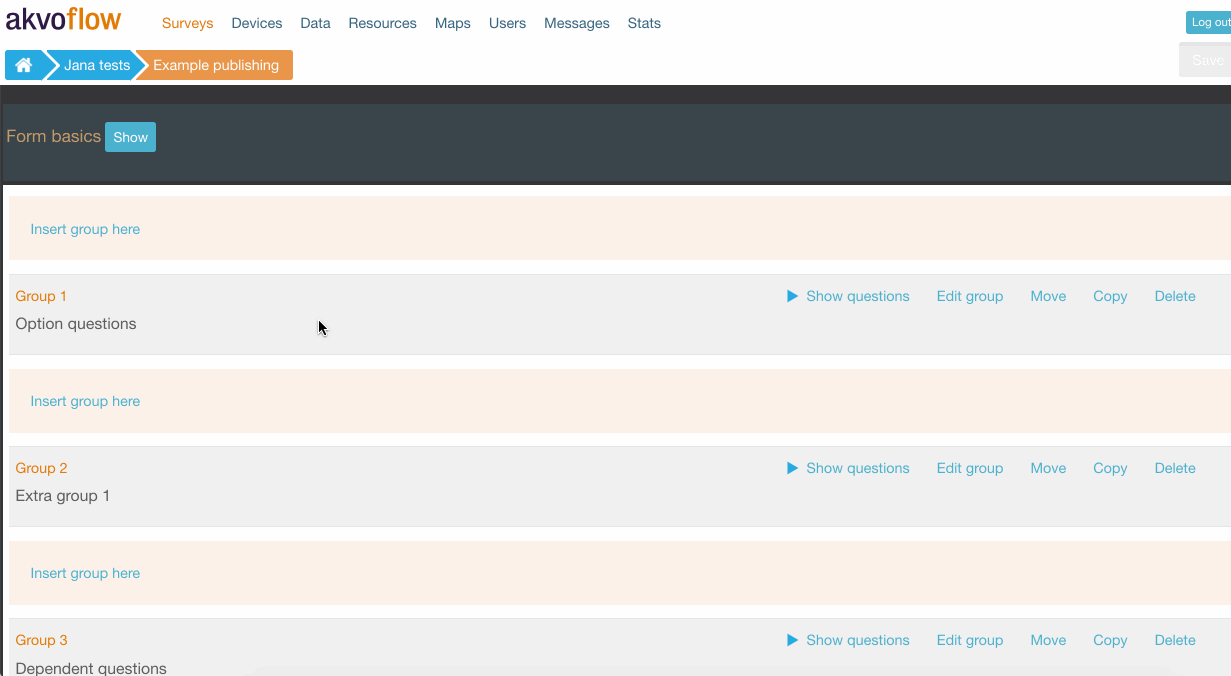 akvoflow Surveys Devices Data Resources Maps Users Messages Stats Log out
Jana tests Example publishing Save
Form basics Show
Insert group here
Group 1 Show questions Edit group Move Copy Delete
Option questions
Insert group here
Group 2 Show questions Edit group Move Copy Delete
Extra group 1
Insert group here
Group 3 Show questions Edit group Move Copy Delete
Dependent questions